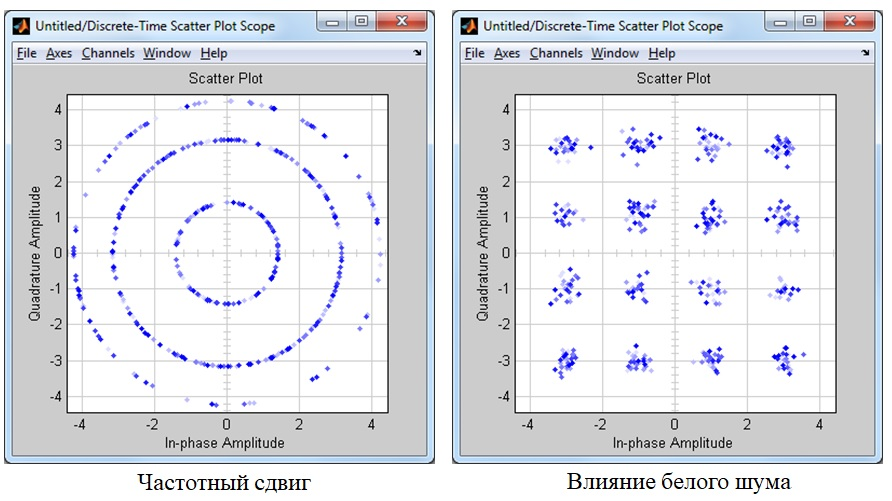 Untitled/Discrete-Time Scatter Plot Scope
File Axes Channels Window Help
Scatter Plot
4
3
2
1
0
-1
-2
-3
-4
Quadrature Amplitude
-4 -2 0 2 4
In-phase Amplitude
Частотный сдвиг
Untitled/Discrete-Time Scatter Plot Scope
File Axes Channels Window Help
Scatter Plot
4
3
2
1
0
-1
-2
-3
-4
Quadrature Amplitude
-4 -2 0 2 4
In-phase Amplitude
Влияние белого шума